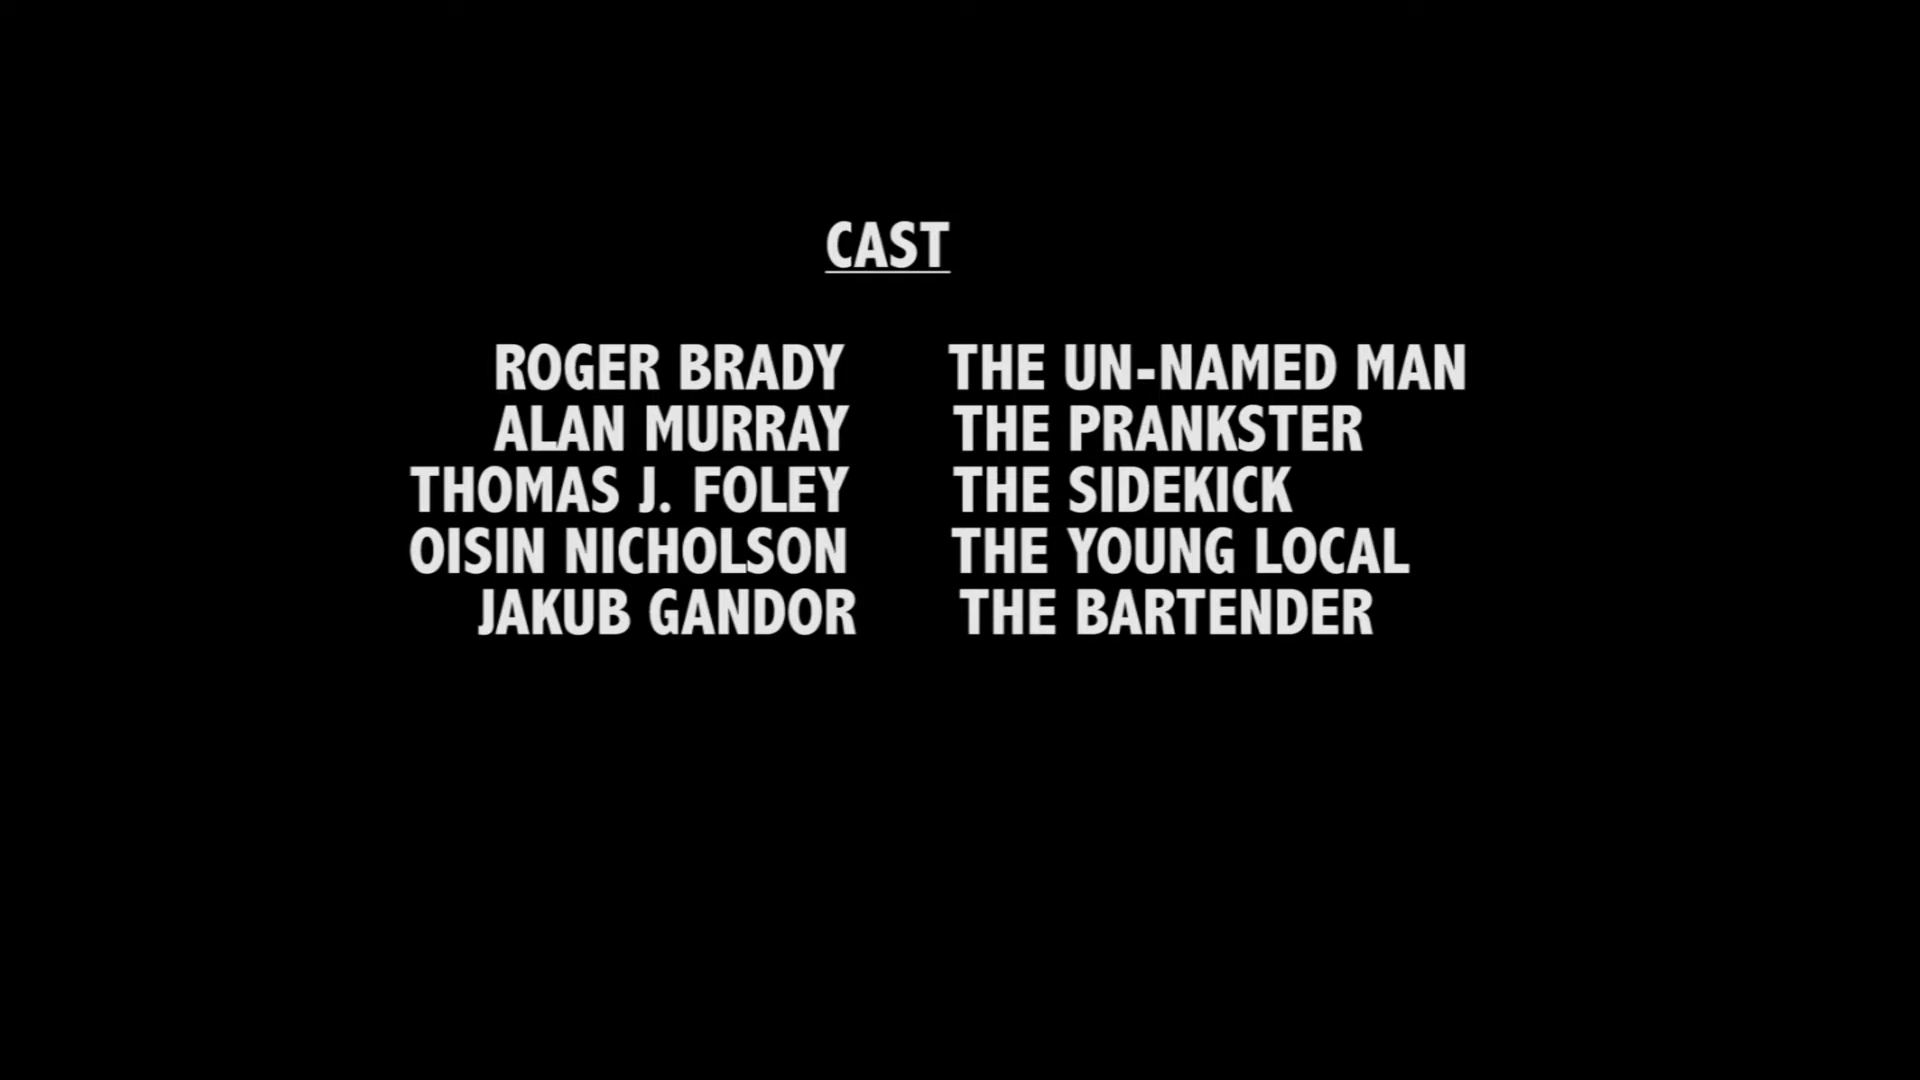 CAST
ROGER BRADY THE UN-NAMED MAN
ALAN MURRAY THE PRANKSTER
THOMAS J. FOLEY THE SIDEKICK
OISIN NICHOLSON THE YOUNG LOCAL
JAKUB GANDOR THE BARTENDER